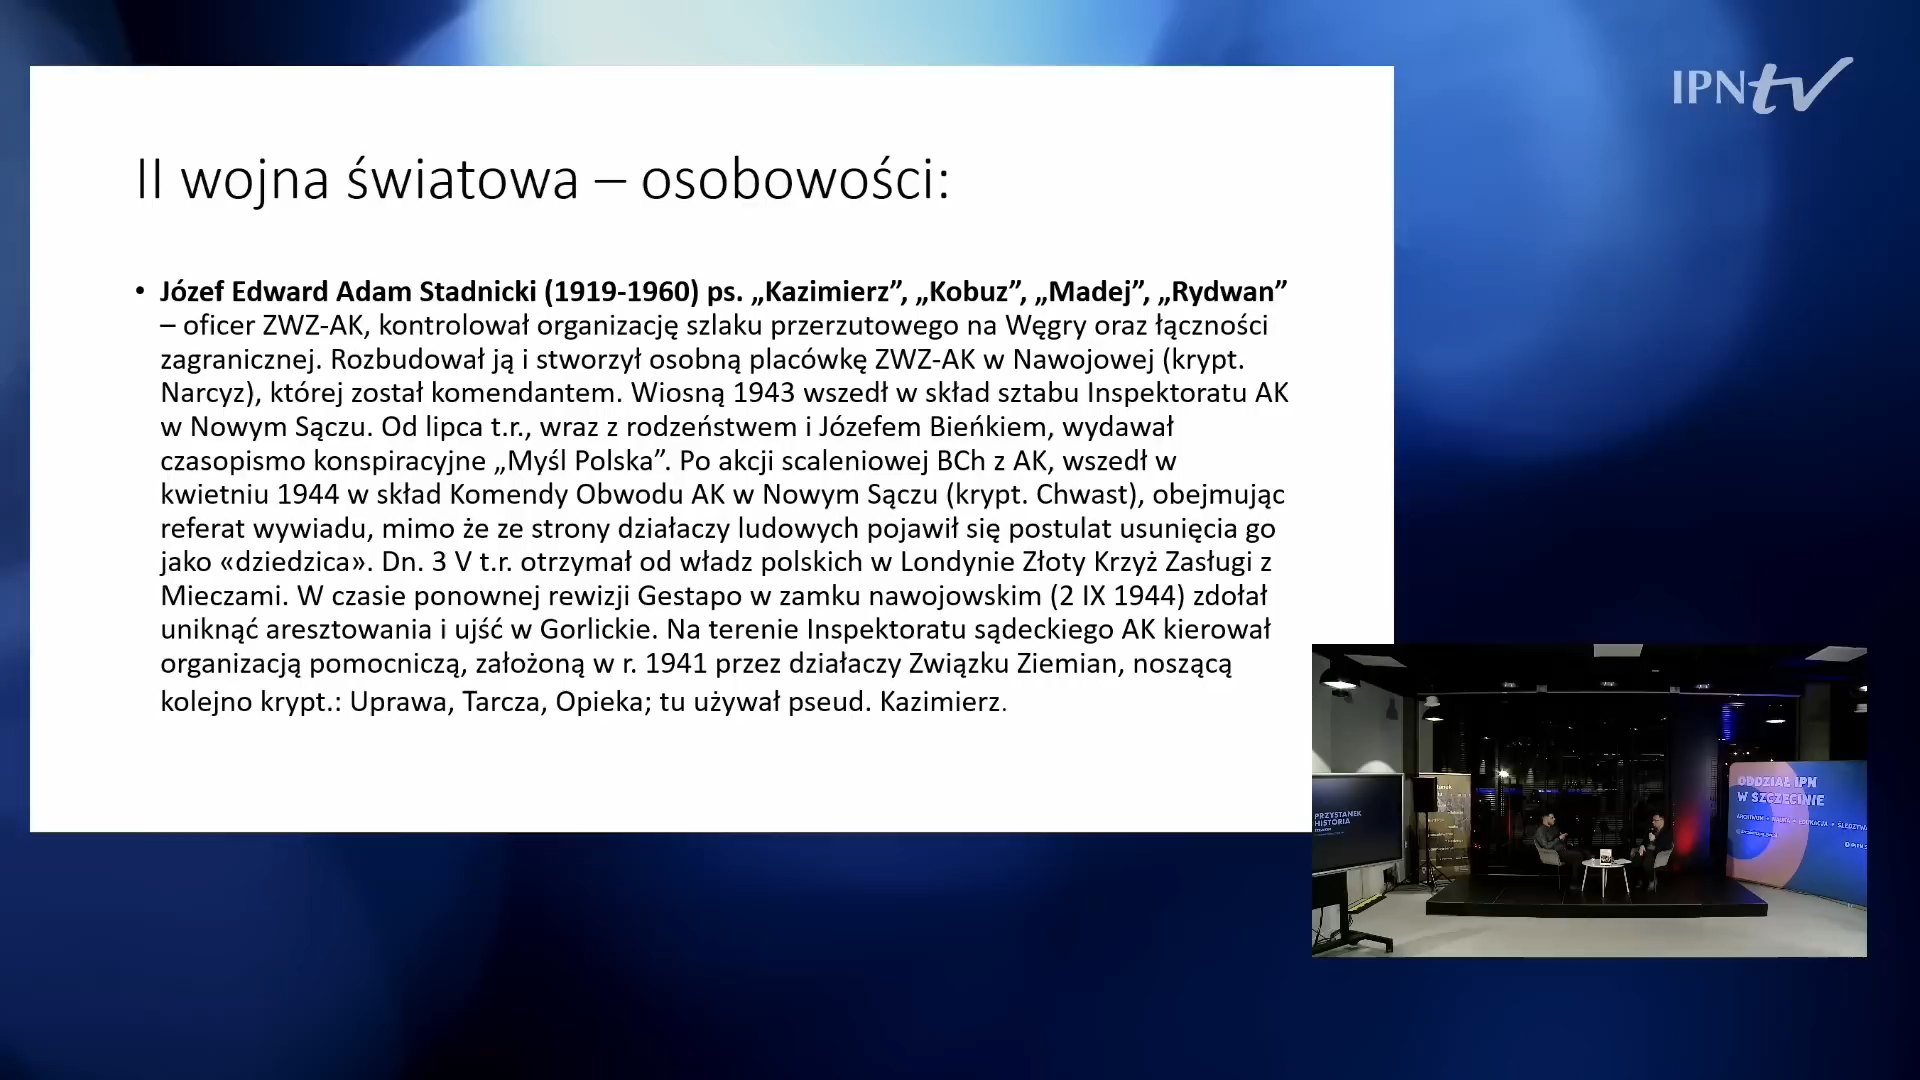 IPNtv
II wojna światowa – osobowości:
• Józef Edward Adam Stadnicki (1919-1960) ps. „Kazimierz”, „Kobuz”, „Madej”, „Rydwan”
– oficer ZWZ-AK, kontrolował organizację szlaku przerzutowego na Węgry oraz łączności
zagranicznej. Rozbudował ją i stworzył osobną placówkę ZWZ-AK w Nawojowej (krypt.
Narcyz), której został komendantem. Wiosną 1943 wszedł w skład sztabu Inspektoratu AK
w Nowym Sączu. Od lipca t.r., wraz z rodzeństwem i Józefem Bieńkiem, wydawał
czasopismo konspiracyjne „Myśl Polska”. Po akcji scaleniowej BCh z AK, wszedł w
kwietniu 1944 w skład Komendy Obwodu AK w Nowym Sączu (krypt. Chwast), obejmując
referat wywiadu, mimo że ze strony działaczy ludowych pojawił się postulat usunięcia go
jako «dziedzica». Dn. 3 V t.r. otrzymał od władz polskich w Londynie Złoty Krzyż Zasługi z
Mieczami. W czasie ponownej rewizji Gestapo w zamku nawojowskim (2 IX 1944) zdołał
uniknąć aresztowania i ujść w Gorlickie. Na terenie Inspektoratu sądeckiego AK kierował
organizacją pomocniczą, założoną w r. 1941 przez działaczy Związku Ziemian, noszącą
kolejno krypt.: Uprawa, Tarcza, Opieka; tu używał pseud. Kazimierz.
PRZYSTANEK
HISTORIA
ODDZIAŁ IPN
W SZCZECINIE